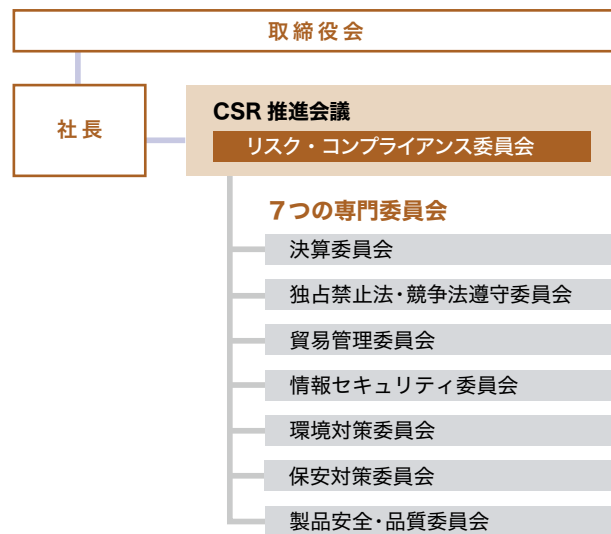 取締役会
社長
CSR 推進会議
リスク・コンプライアンス委員会
7つの専門委員会
決算委員会
独占禁止法・競争法遵守委員会
貿易管理委員会
情報セキュリティ委員会
環境対策委員会
保安対策委員会
製品安全・品質委員会